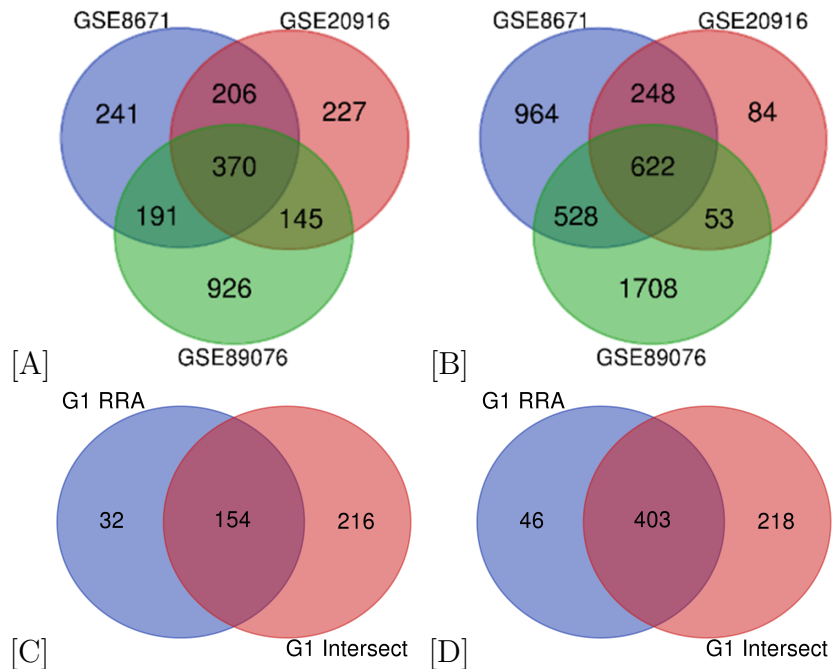 GSE8671 GSE20916
241 206 227
370
191 145
926
[A] GSE89076
GSE8671 GSE20916
964 248 84
622
528 53
1708
[B] GSE89076
G1 RRA
32 154 216
[C] G1 Intersect
G1 RRA
46 403 218
[D] G1 Intersect